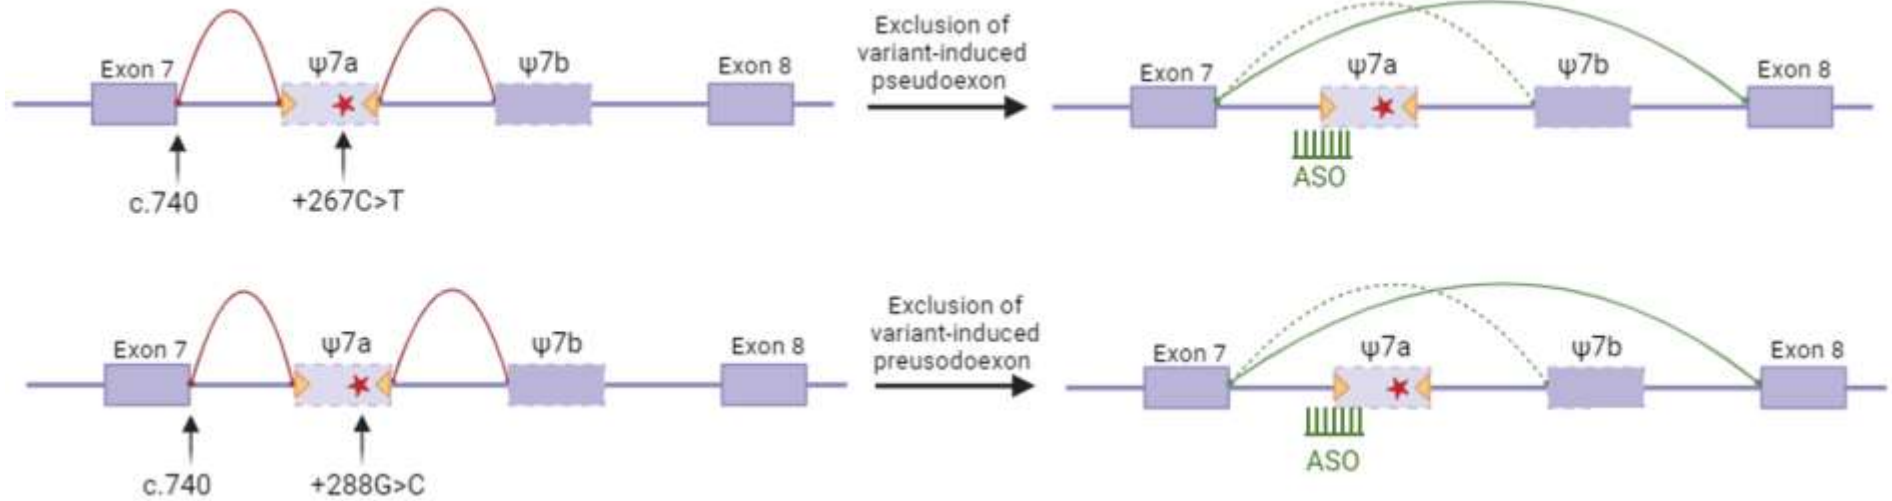 Exon 7
ψ7a
ψ7b
Exon 8
c.740
+267C>T
Exclusion of
variant-induced
pseudoexon
Exon 7
ψ7a
ψ7b
Exon 8
ASO
Exon 7
ψ7a
ψ7b
Exon 8
c.740
+288G>C
Exclusion of
variant-induced
preusodoexon
Exon 7
ψ7a
ψ7b
Exon 8
ASO